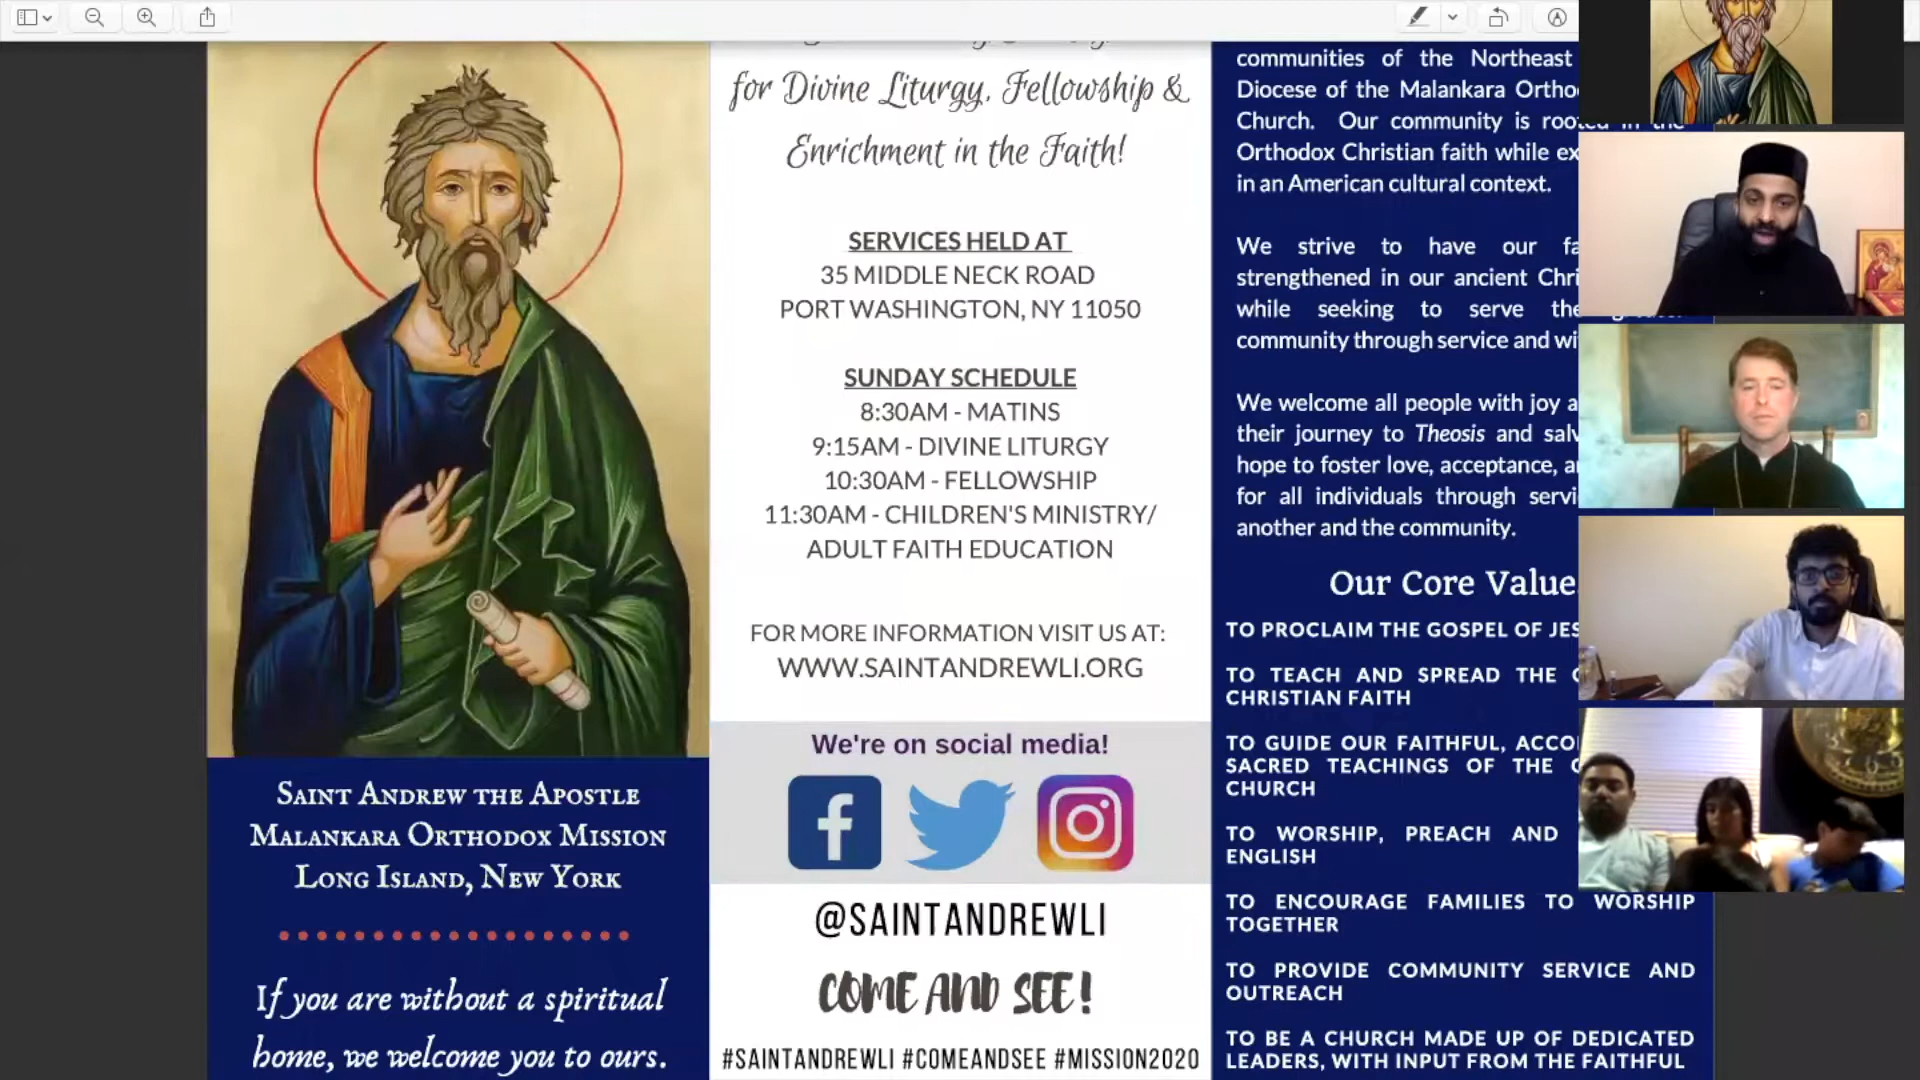 for Divine Liturgy, Fellowship &
Enrichment in the Faith!
SERVICES HELD AT
35 MIDDLE NECK ROAD
PORT WASHINGTON, NY 11050
SUNDAY SCHEDULE
8:30AM - MATINS
9:15AM - DIVINE LITURGY
10:30AM - FELLOWSHIP
11:30AM - CHILDREN'S MINISTRY/
ADULT FAITH EDUCATION
FOR MORE INFORMATION VISIT US AT:
WWW.SAINTANDREWLI.ORG
We're on social media!
@SAINTANDREWLI
COME AND SEE!
#SAINTANDREWLI #COMEANDSEE #MISSION2020
SAINT ANDREW THE APOSTLE
MALANKARA ORTHODOX MISSION
LONG ISLAND, NEW YORK
If you are without a spiritual
home, we welcome you to ours.
communities of the Northeast
Diocese of the Malankara
Church. Our community is rooted in the
Orthodox Christian faith while
in an American cultural context.
We strive to have our
strengthened in our ancient
while seeking to serve the
community through service and
We welcome all people with joy
their journey to Theosis and
hope to foster love, acceptance,
for all individuals through
another and the community.
Our Core
TO PROCLAIM THE GOSPEL OF
TO TEACH AND SPREAD THE
CHRISTIAN FAITH
TO GUIDE OUR FAITHFUL,
SACRED TEACHINGS OF THE
CHURCH
TO WORSHIP, PREACH AND
ENGLISH
TO ENCOURAGE FAMILIES TO WORSHIP
TOGETHER
TO PROVIDE COMMUNITY SERVICE AND
OUTREACH
TO BE A CHURCH MADE UP OF DEDICATED
LEADERS, WITH INPUT FROM THE FAITHFUL